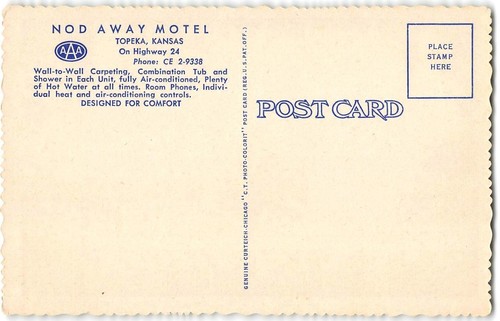 NOD AWAY MOTEL
TOPEKA, KANSAS
On Highway 24
Phone: CE 2-9338
AAA
Wall-to-Wall Carpeting, Combination Tub and
Shower in Each Unit, fully Air-conditioned, Plenty
of Hot Water at all times. Room Phones, Indivi-
dual heat and air-conditioning controls.
DESIGNED FOR COMFORT
GENUINE CURTEICH-CHICAGO "C.T. PHOTO-COLORIT" POST CARD (REG. U.S. PAT. OFF.)
POST CARD
PLACE
STAMP
HERE